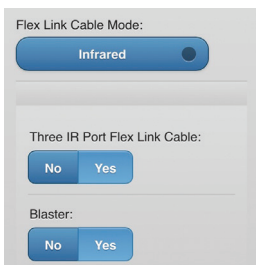 Flex Link Cable Mode:
Infrared
Three IR Port Flex Link Cable:
No Yes
Blaster:
No Yes